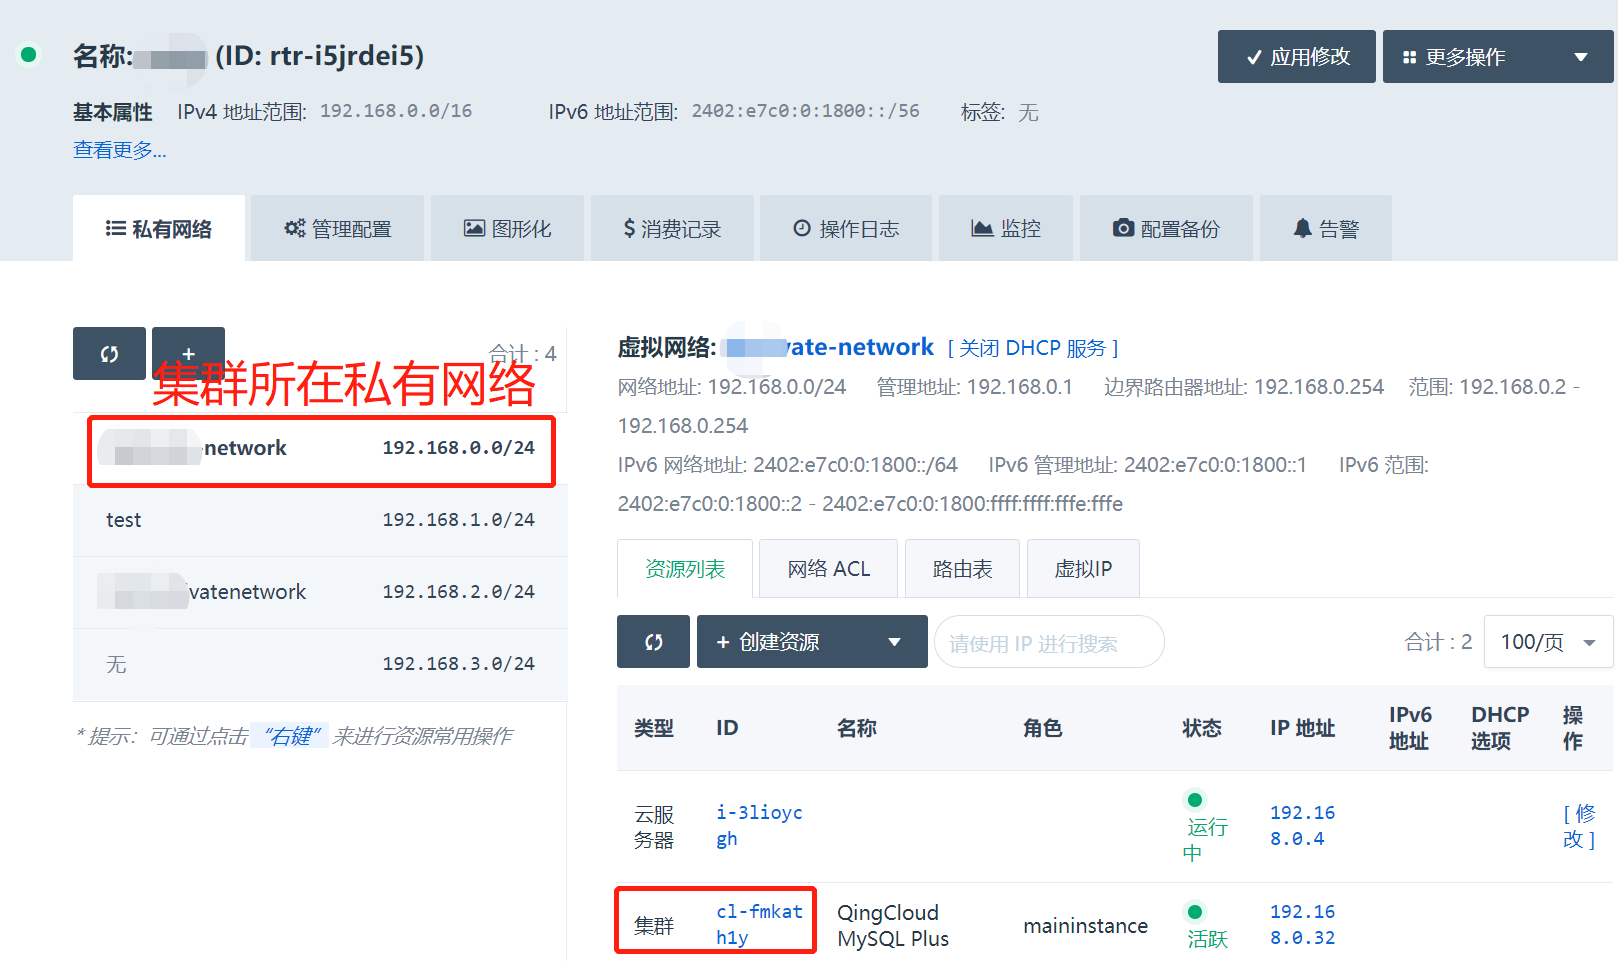 名称: (ID: rtr-i5jrdei5)
应用修改
更多操作
基本属性 IPv4 地址范围: 192.168.0.0/16 IPv6 地址范围: 2402:e7c0:0:1800::/56 标签: 无
查看更多...
私有网络
管理配置
图形化
消费记录
操作日志
监控
配置备份
告警
合计 : 4
集群所在私有网络
-network 192.168.0.0/24
test 192.168.1.0/24
vatenetwork 192.168.2.0/24
无 192.168.3.0/24
* 提示: 可通过点击 “右键” 来进行资源常用操作
虚拟网络: vate-network [ 关闭 DHCP 服务 ]
网络地址: 192.168.0.0/24 管理地址: 192.168.0.1 边界路由器地址: 192.168.0.254 范围: 192.168.0.2 -
192.168.0.254
IPv6 网络地址: 2402:e7c0:0:1800::/64 IPv6 管理地址: 2402:e7c0:0:1800::1 IPv6 范围:
2402:e7c0:0:1800::2 - 2402:e7c0:0:1800:ffff:ffff:fffe:fffe
资源列表
网络 ACL
路由表
虚拟IP
+ 创建资源
请使用 IP 进行搜索
合计 : 2
100/页
类型 ID 名称 角色 状态 IP 地址 IPv6 地址 DHCP 选项 操作
云服务器 i-3lioycgh 运行中 192.168.0.4 [ 修改 ]
集群 cl-fmkath1y QingCloud MySQL Plus maininstance 活跃 192.168.0.32